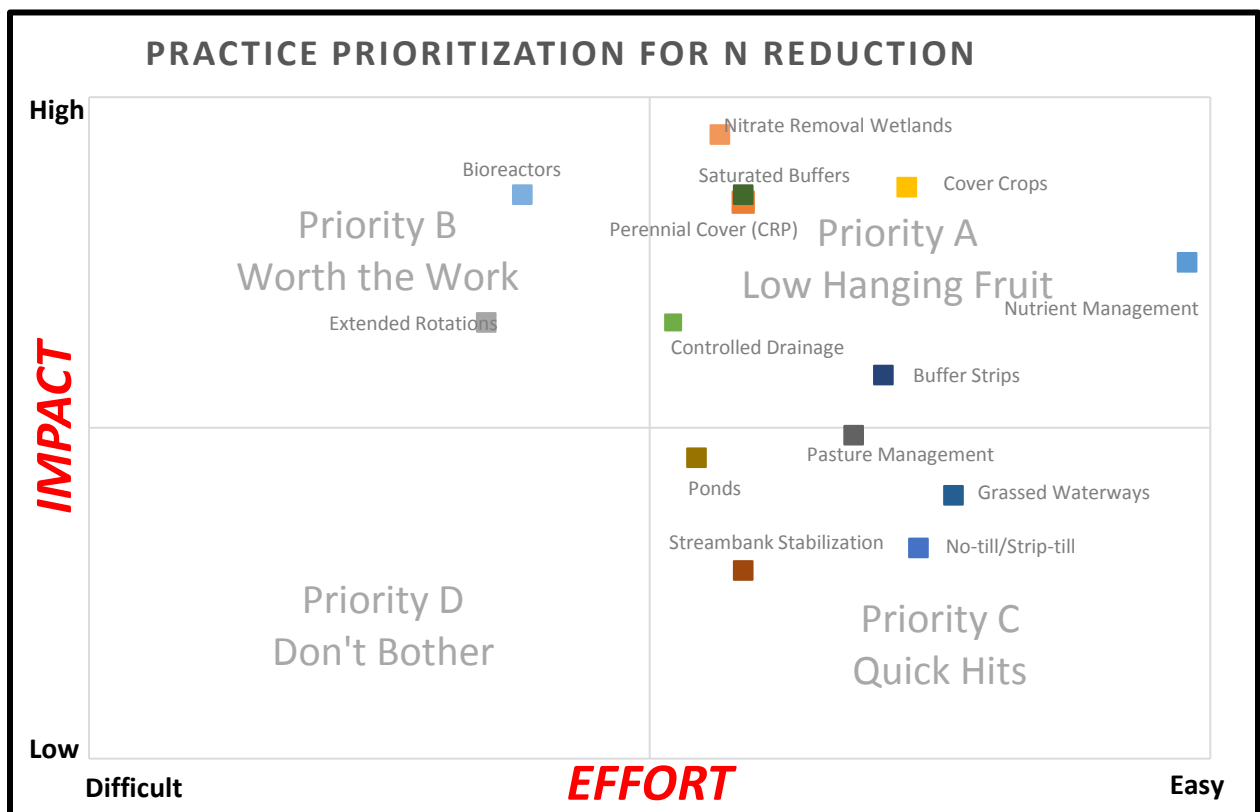 PRACTICE PRIORITIZATION FOR N REDUCTION
High
Nitrate Removal Wetlands
Bioreactors
Saturated Buffers
Cover Crops
Perennial Cover (CRP)
Priority B
Worth the Work
Priority A
Low Hanging Fruit
Nutrient Management
Extended Rotations
Controlled Drainage
Buffer Strips
IMPACT
Pasture Management
Ponds
Grassed Waterways
Streambank Stabilization
No-till/Strip-till
Priority D
Don't Bother
Priority C
Quick Hits
Low
Difficult
EFFORT
Easy